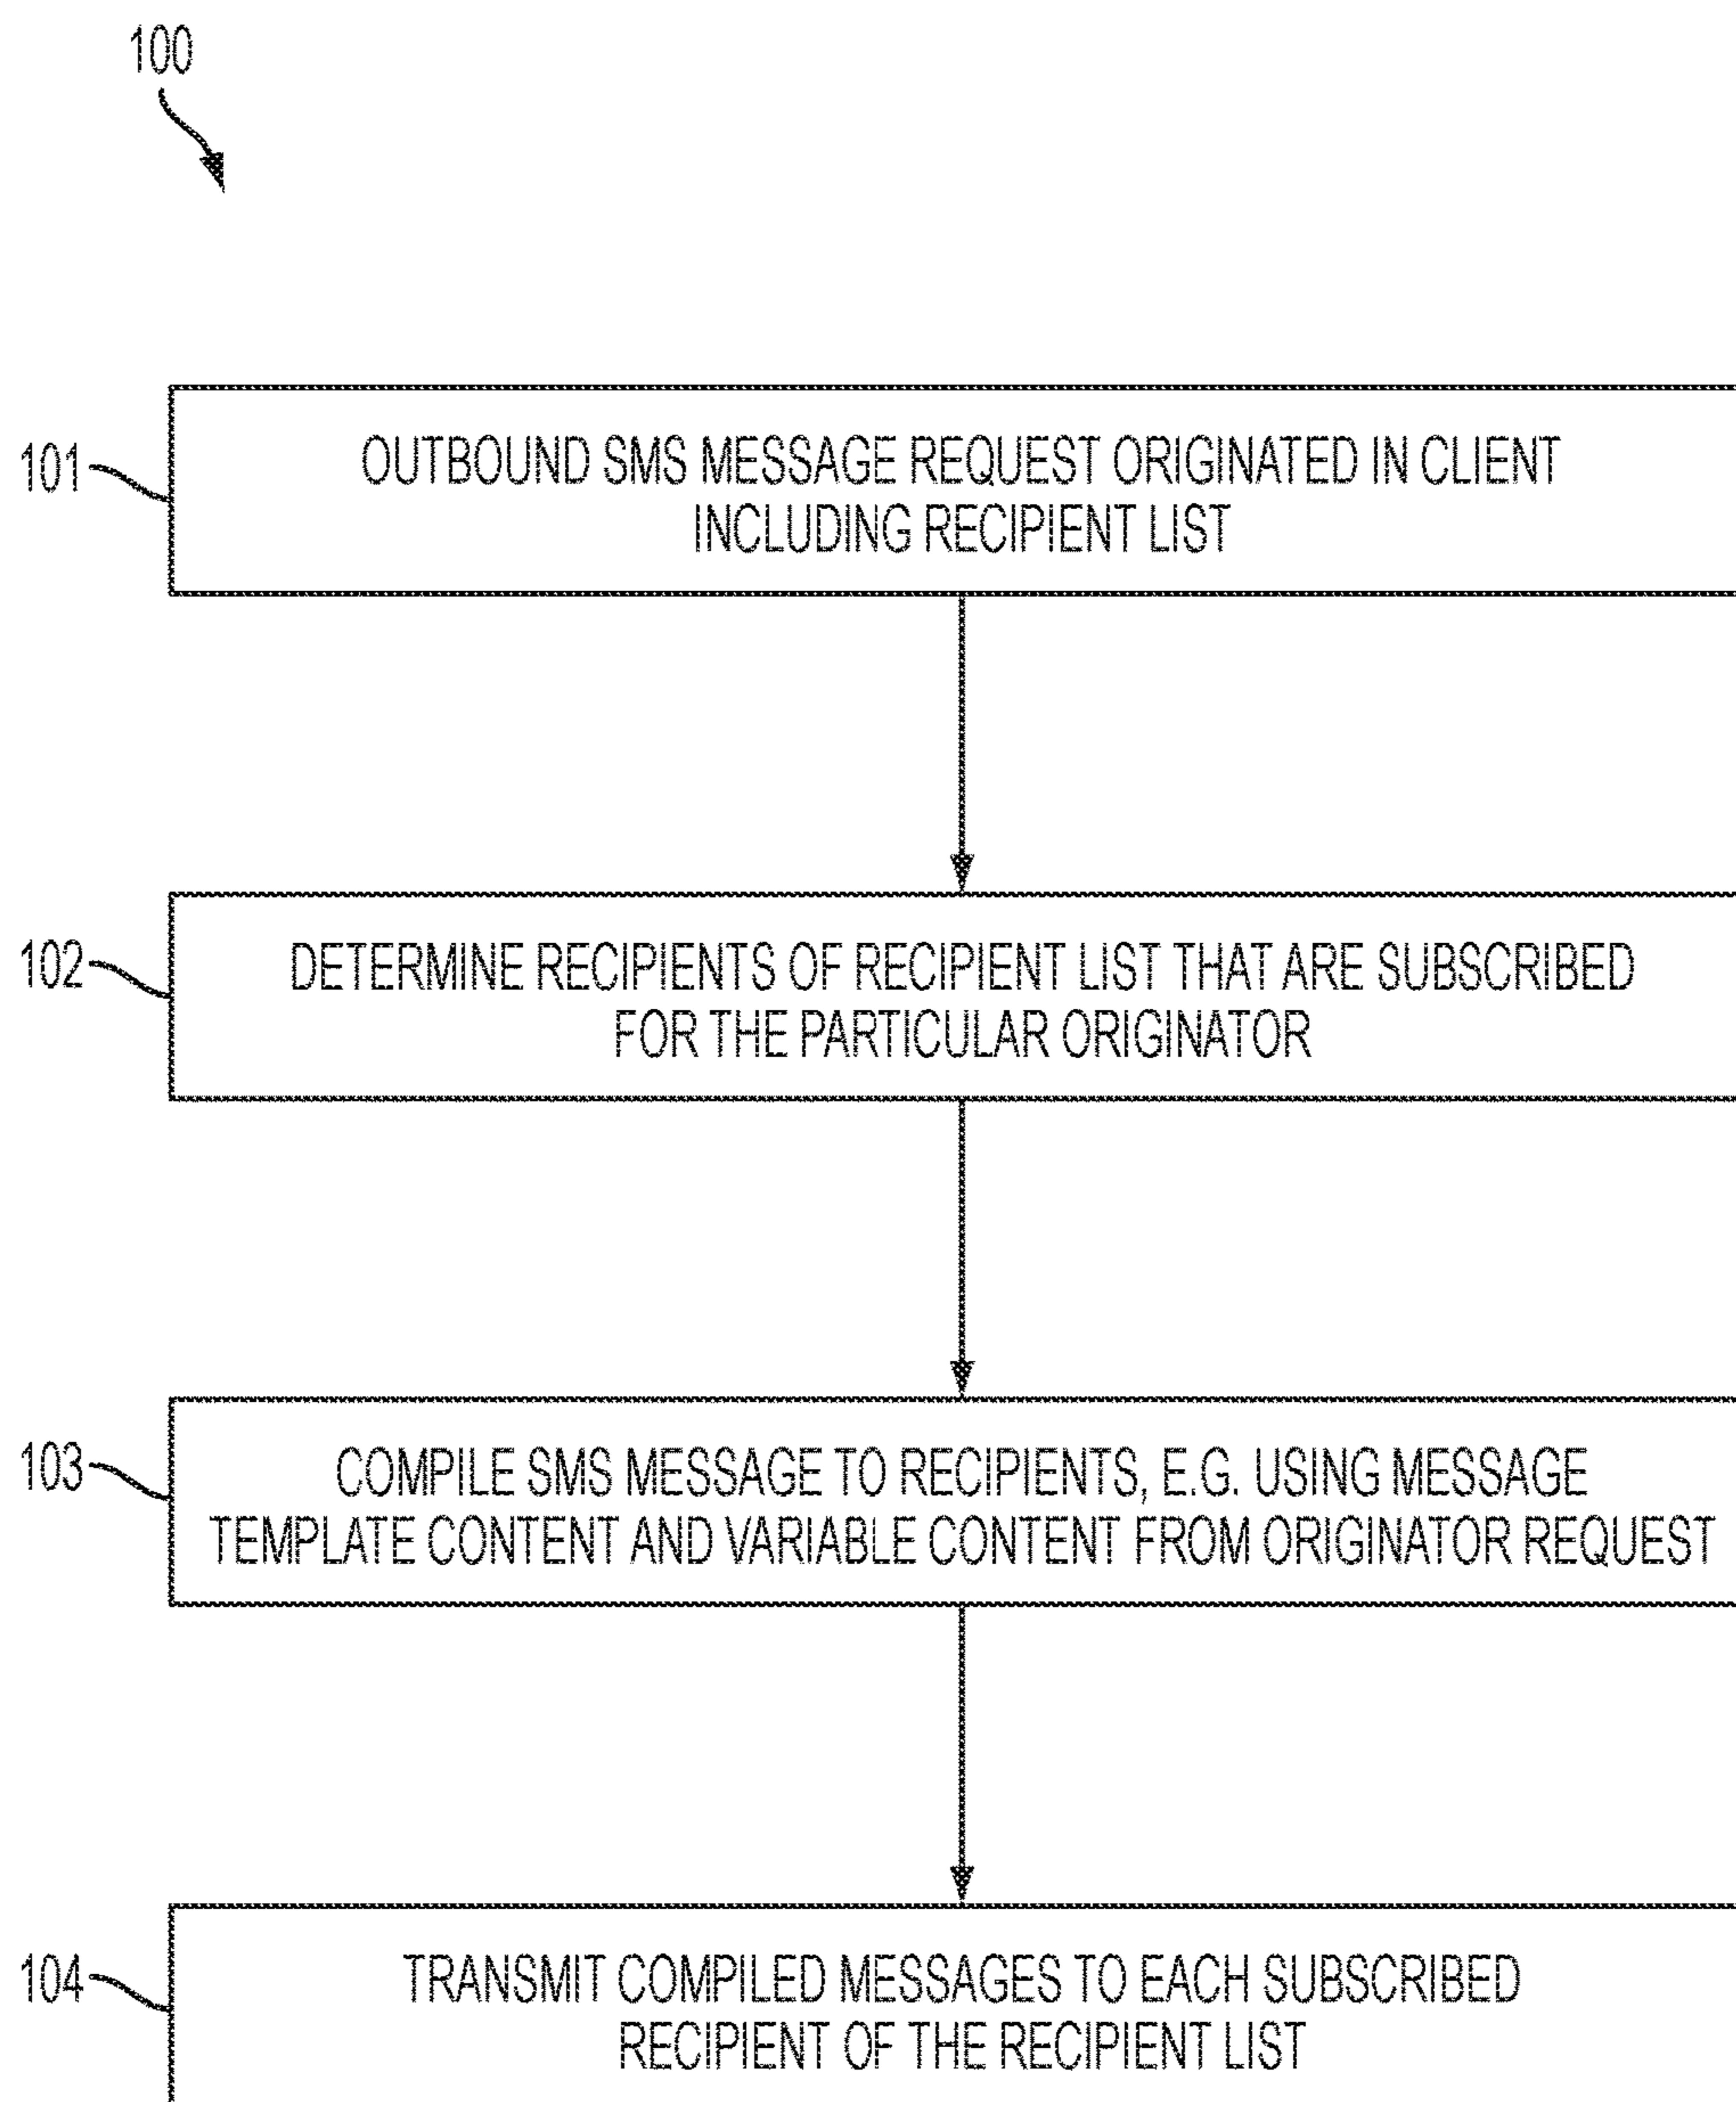 100
101
OUTBOUND SMS MESSAGE REQUEST ORIGINATED IN CLIENT
INCLUDING RECIPIENT LIST
102
DETERMINE RECIPIENTS OF RECIPIENT LIST THAT ARE SUBSCRIBED
FOR THE PARTICULAR ORIGINATOR
103
COMPILE SMS MESSAGE TO RECIPIENTS, E.G. USING MESSAGE
TEMPLATE CONTENT AND VARIABLE CONTENT FROM ORIGINATOR REQUEST
104
TRANSMIT COMPILED MESSAGES TO EACH SUBSCRIBED
RECIPIENT OF THE RECIPIENT LIST